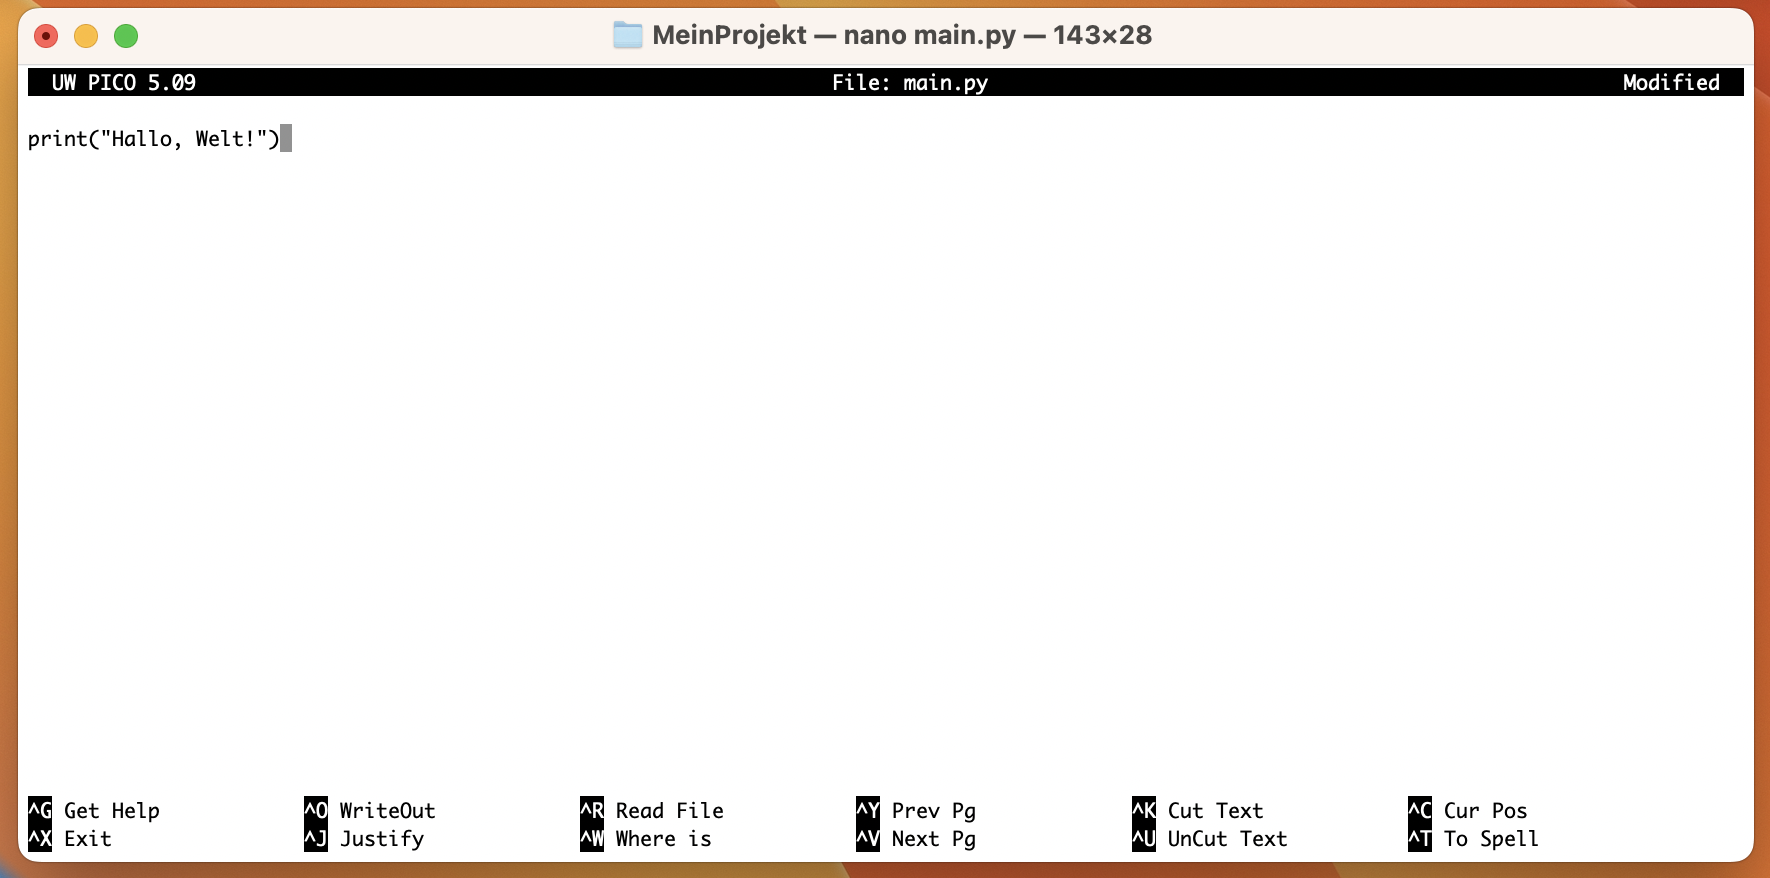 MeinProjekt — nano main.py — 143×28
UW PICO 5.09 File: main.py Modified
print("Hallo, Welt!")
^G Get Help ^O WriteOut ^R Read File ^Y Prev Pg ^K Cut Text ^C Cur Pos
^X Exit ^J Justify ^W Where is ^V Next Pg ^U UnCut Text ^T To Spell